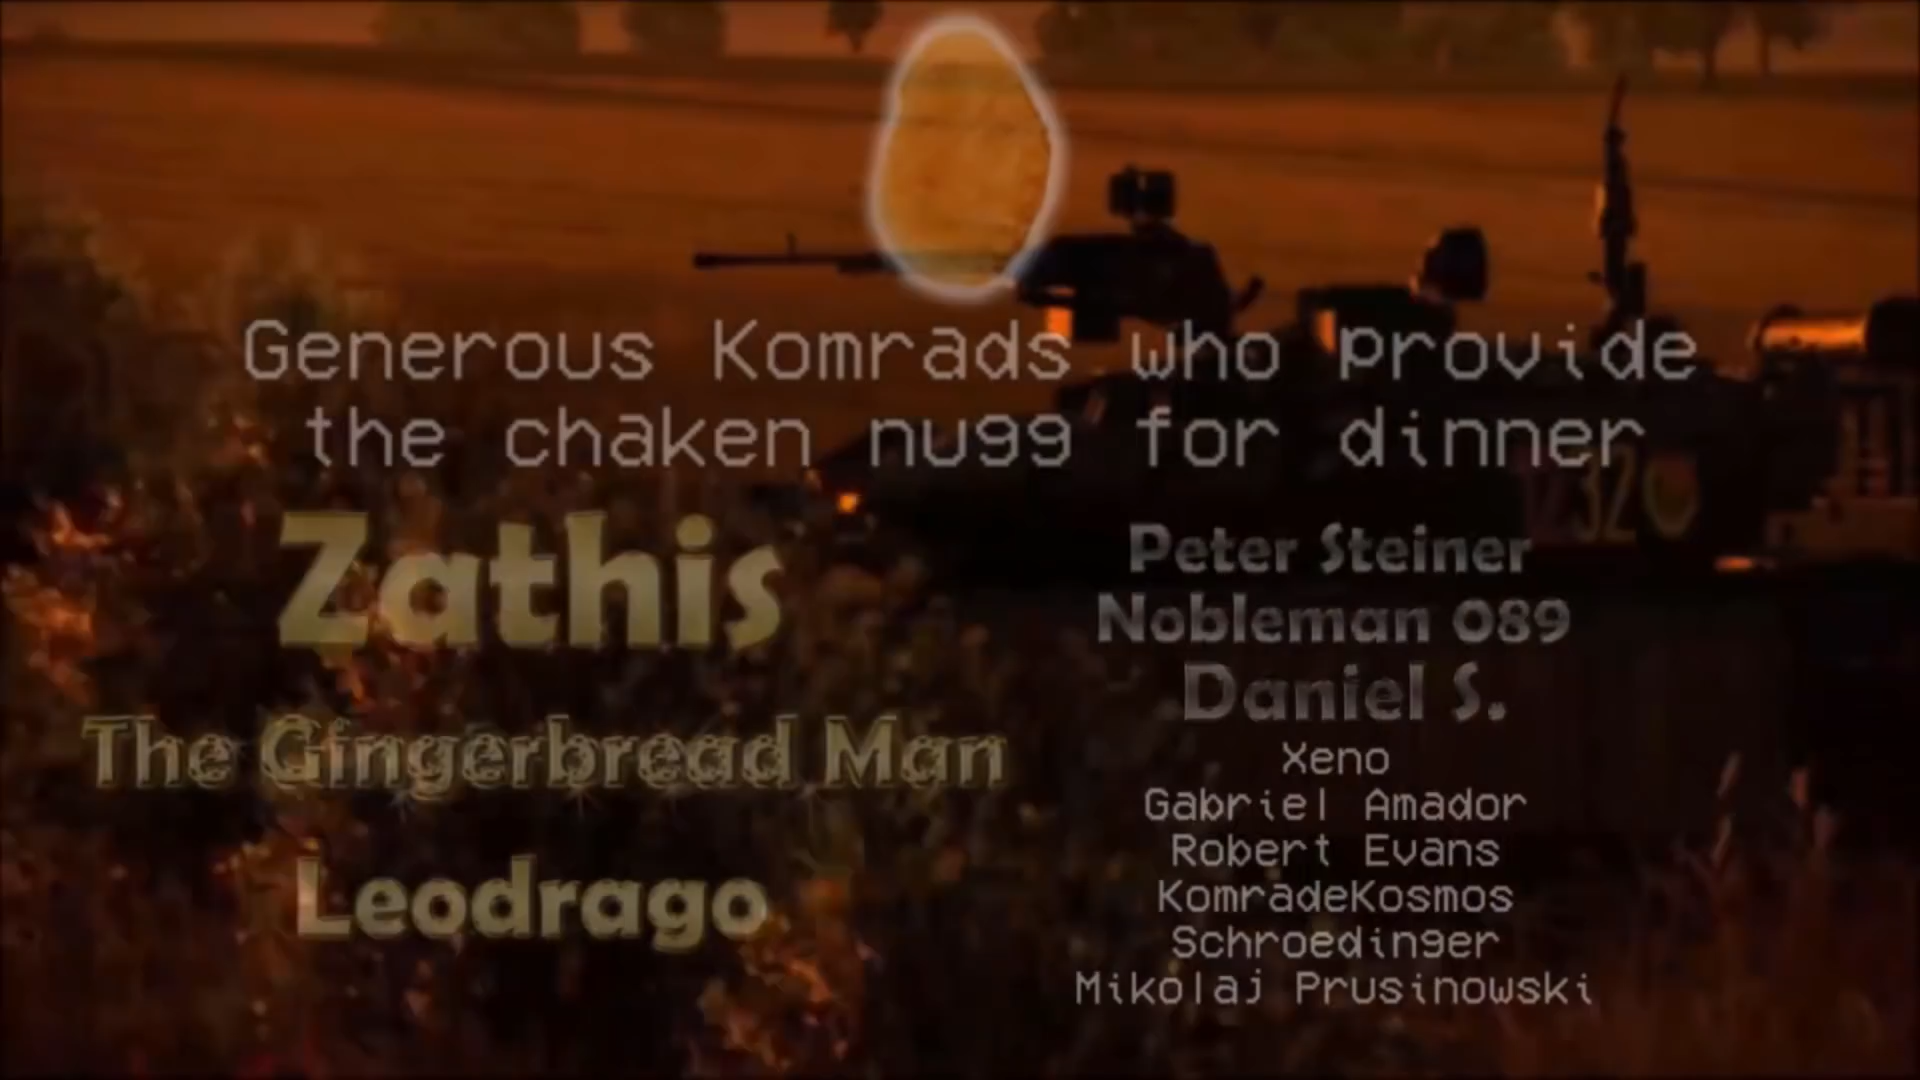 Generous Komrads who provide
the chaken nugg for dinner
Zathis
The Gingerbread Man
Leodrago
Peter Steiner
Nobleman 089
Daniel S.
Xeno
Gabriel Amador
Robert Evans
KomradeKosmos
Schroedinger
Mikolaj Prusinowski